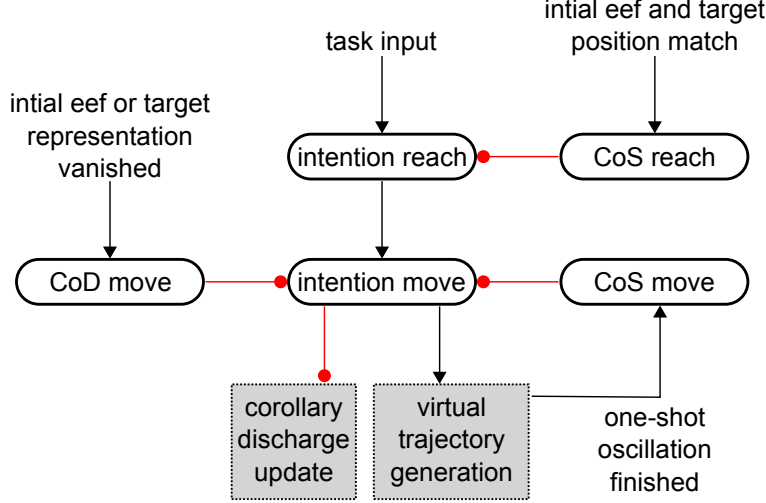 intial eef and target
position match
task input
intial eef or target
representation
vanished
intention reach
CoS reach
CoD move
intention move
CoS move
corollary
discharge
update
virtual
trajectory
generation
one-shot
oscillation
finished